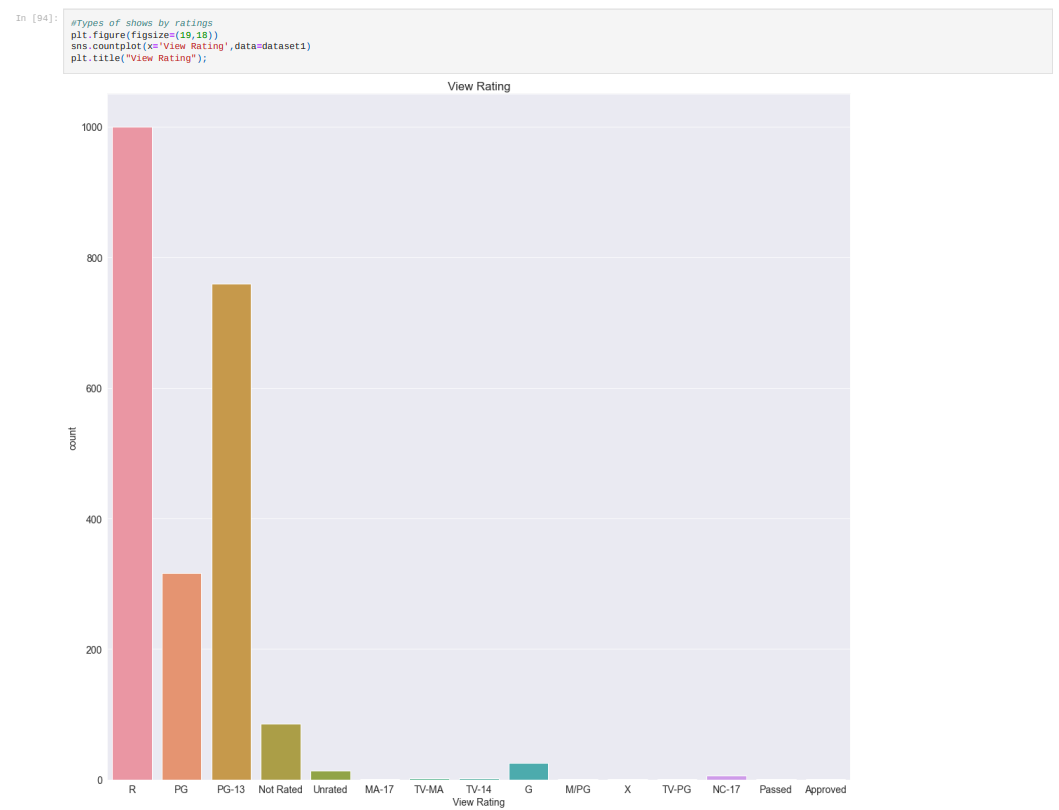 In [94]:
#Types of shows by ratings
plt.figure(figsize=(19,18))
sns.countplot(x='View Rating',data=dataset1)
plt.title("View Rating");
View Rating
1000
800
600
400
200
0
count
R PG PG-13 Not Rated Unrated MA-17 TV-MA TV-14 G M/PG X TV-PG NC-17 Passed Approved
View Rating